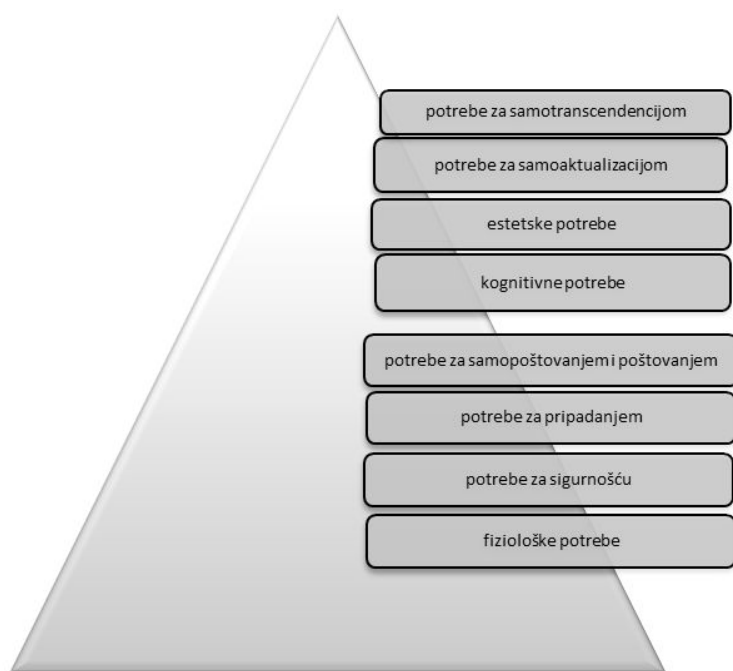 potrebe za samotranscendencijom
potrebe za samoaktualizacijom
estetske potrebe
kognitivne potrebe
potrebe za samopoštovanjem i poštovanjem
potrebe za pripadanjem
potrebe za sigurnošću
fiziološke potrebe